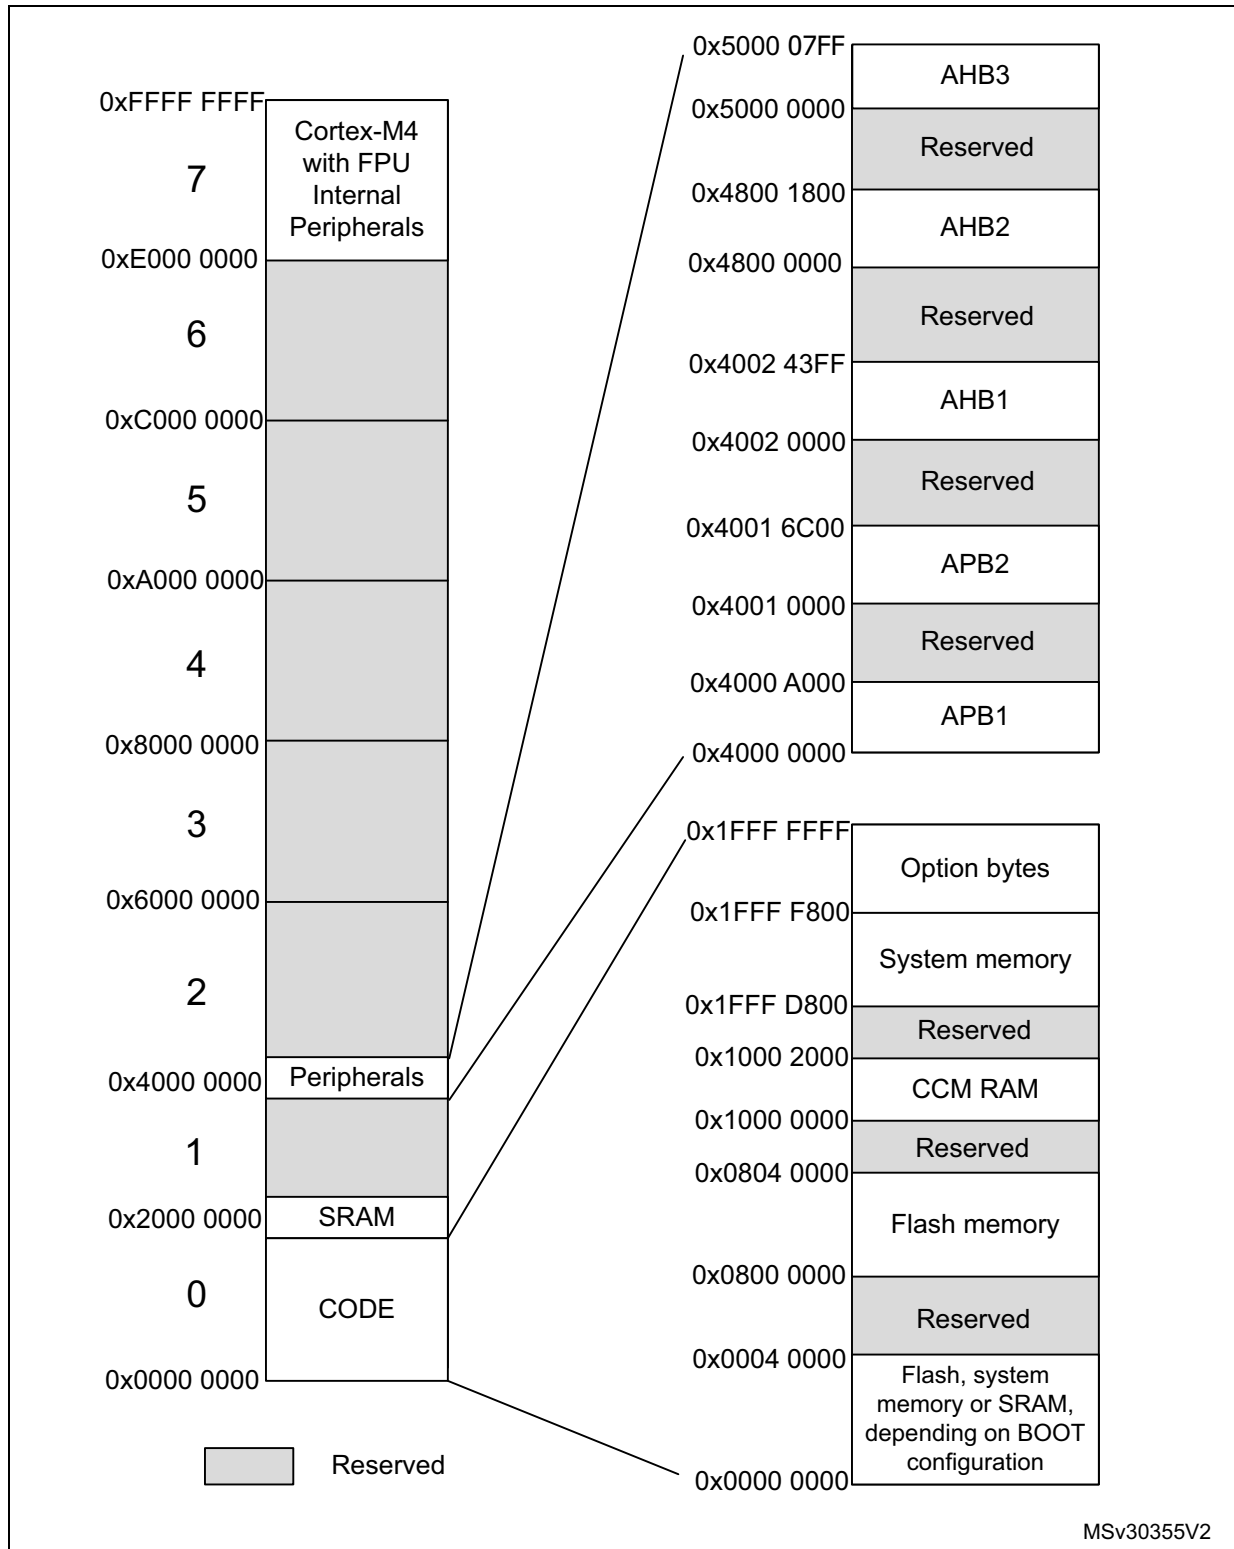 0xFFFF FFFF
Cortex-M4
with FPU
Internal
Peripherals
7
0xE000 0000
6
0xC000 0000
5
0xA000 0000
4
0x8000 0000
3
0x6000 0000
2
0x4000 0000
Peripherals
1
0x2000 0000
SRAM
0
CODE
0x0000 0000
Reserved
0x5000 07FF
AHB3
0x5000 0000
Reserved
0x4800 1800
AHB2
0x4800 0000
Reserved
0x4002 43FF
AHB1
0x4002 0000
Reserved
0x4001 6C00
APB2
0x4001 0000
Reserved
0x4000 A000
APB1
0x4000 0000
0x1FFF FFFF
Option bytes
0x1FFF F800
System memory
0x1FFF D800
Reserved
0x1000 2000
CCM RAM
0x1000 0000
Reserved
0x0804 0000
Flash memory
0x0800 0000
Reserved
0x0004 0000
Flash, system
memory or SRAM,
depending on BOOT
configuration
0x0000 0000
MSv30355V2